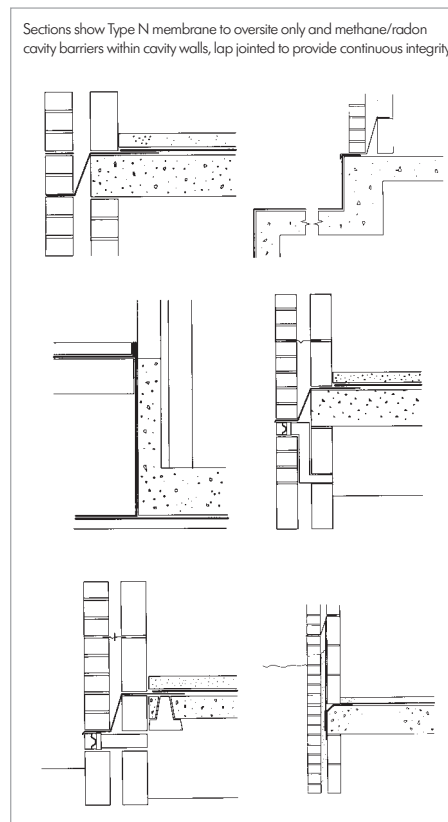 Sections show Type N membrane to oversite only and methane/radon
cavity barriers within cavity walls, lap jointed to provide continuous integrity